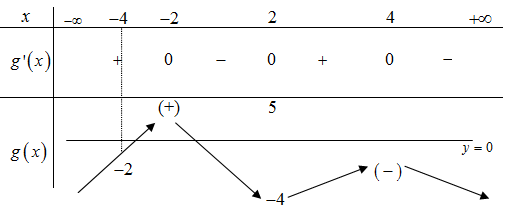 x −∞ −4 −2 2 4 +∞
g'(x) + 0 − 0 + 0 −
(+) 5
g(x) y = 0
−2 (−)
−4